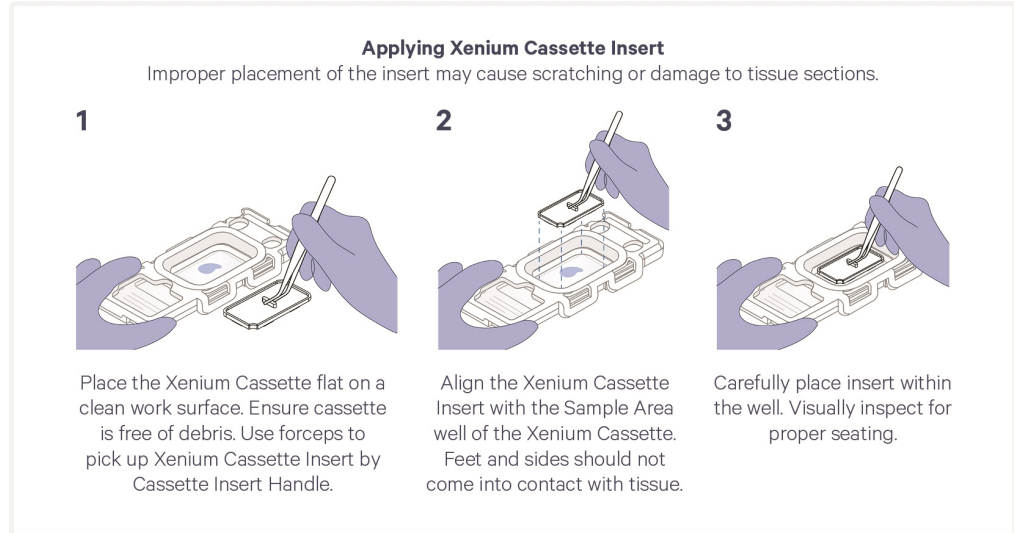 Applying Xenium Cassette Insert
Improper placement of the insert may cause scratching or damage to tissue sections.
1
Place the Xenium Cassette flat on a
clean work surface. Ensure cassette
is free of debris. Use forceps to
pick up Xenium Cassette Insert by
Cassette Insert Handle.
2
Align the Xenium Cassette
Insert with the Sample Area
well of the Xenium Cassette.
Feet and sides should not
come into contact with tissue.
3
Carefully place insert within
the well. Visually inspect for
proper seating.